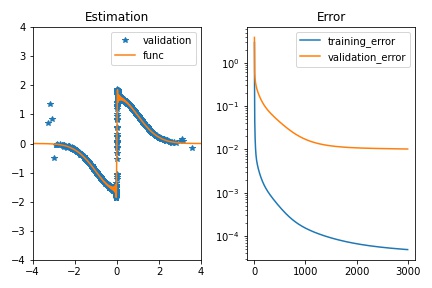 Estimation
validation
func
4
3
2
1
0
−1
−2
−3
−4
−4 −2 0 2 4
Error
training_error
validation_error
10⁰
10⁻¹
10⁻²
10⁻³
10⁻⁴
0 1000 2000 3000